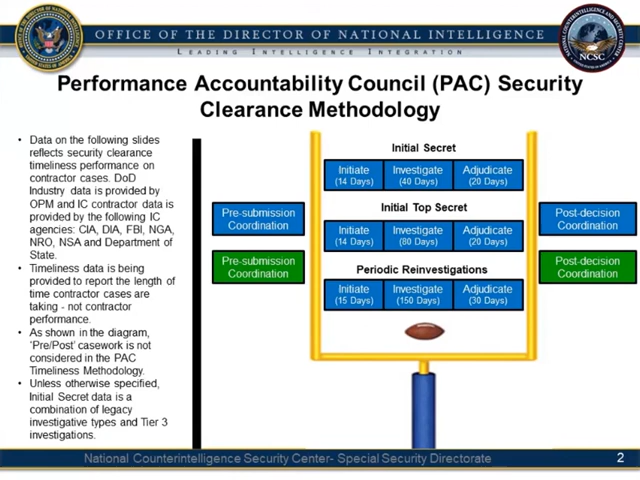 OFFICE OF THE DIRECTOR OF NATIONAL INTELLIGENCE
LEADING INTELLIGENCE INTEGRATION
NCSC
Performance Accountability Council (PAC) Security
Clearance Methodology
• Data on the following slides
reflects security clearance
timeliness performance on
contractor cases. DoD
Industry data is provided by
OPM and IC contractor data is
provided by the following IC
agencies: CIA, DIA, FBI, NGA,
NRO, NSA and Department of
State.
• Timeliness data is being
provided to report the length of
time contractor cases are
taking - not contractor
performance.
• As shown in the diagram,
'Pre/Post' casework is not
considered in the PAC
Timeliness Methodology.
• Unless otherwise specified,
Initial Secret data is a
combination of legacy
investigative types and Tier 3
investigations.
Initial Secret
Initiate Investigate Adjudicate
(14 Days) (40 Days) (20 Days)
Initial Top Secret
Pre-submission
Coordination
Initiate Investigate Adjudicate
(14 Days) (80 Days) (20 Days)
Post-decision
Coordination
Pre-submission
Coordination
Periodic Reinvestigations
Initiate Investigate Adjudicate
(15 Days) (150 Days) (30 Days)
Post-decision
Coordination
National Counterintelligence Security Center- Special Security Directorate
2